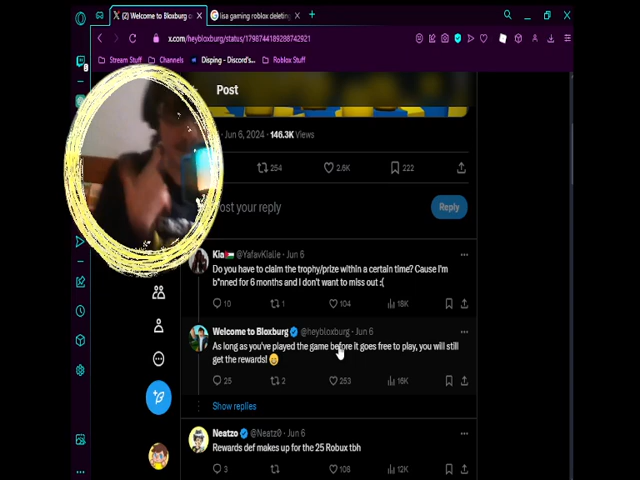 (2) Welcome to Bloxburg o
lisa gaming roblox deleting
x.com/heybloxburg/status/1798744189288742921
Stream Stuff Channels Disping - Discord's... Roblox Stuff
Post
Jun 6, 2024 · 146.3K Views
254 2.6K 222
ost your reply Reply
Kia @YafavKialle · Jun 6
Do you have to claim the trophy/prize within a certain time? Cause I'm
b*nned for 6 months and I don't want to miss out :(
10 1 104 18K
Welcome to Bloxburg @heybloxburg · Jun 6
As long as you've played the game before it goes free to play, you will still
get the rewards! 😄
25 2 253 16K
Show replies
Neatzo @Neatz0 · Jun 6
Rewards def makes up for the 25 Robux tbh
3 108 12K